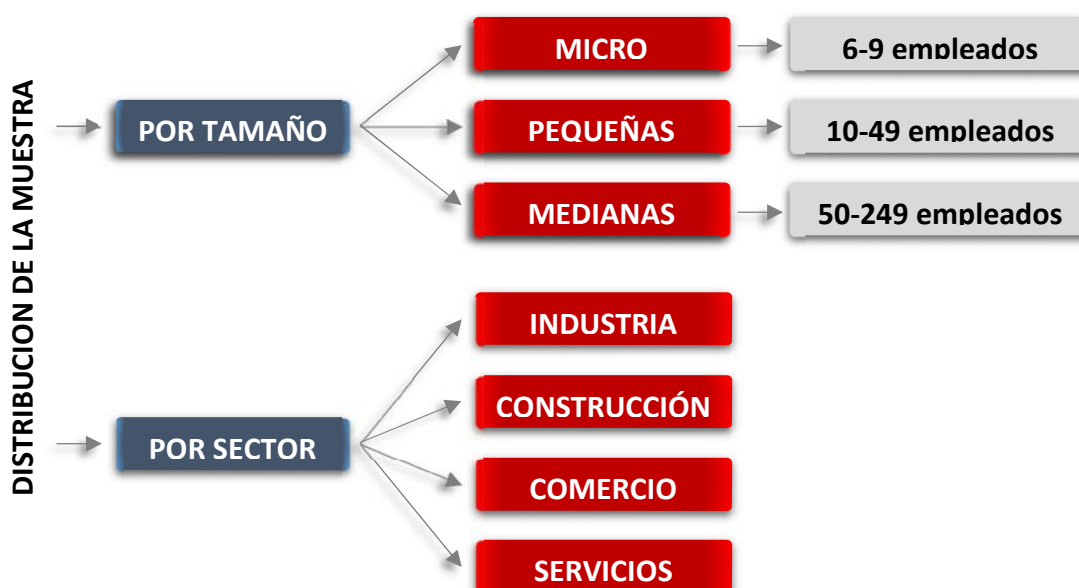 DISTRIBUCION DE LA MUESTRA
POR TAMAÑO
MICRO
6-9 empleados
PEQUEÑAS
10-49 empleados
MEDIANAS
50-249 empleados
POR SECTOR
INDUSTRIA
CONSTRUCCIÓN
COMERCIO
SERVICIOS